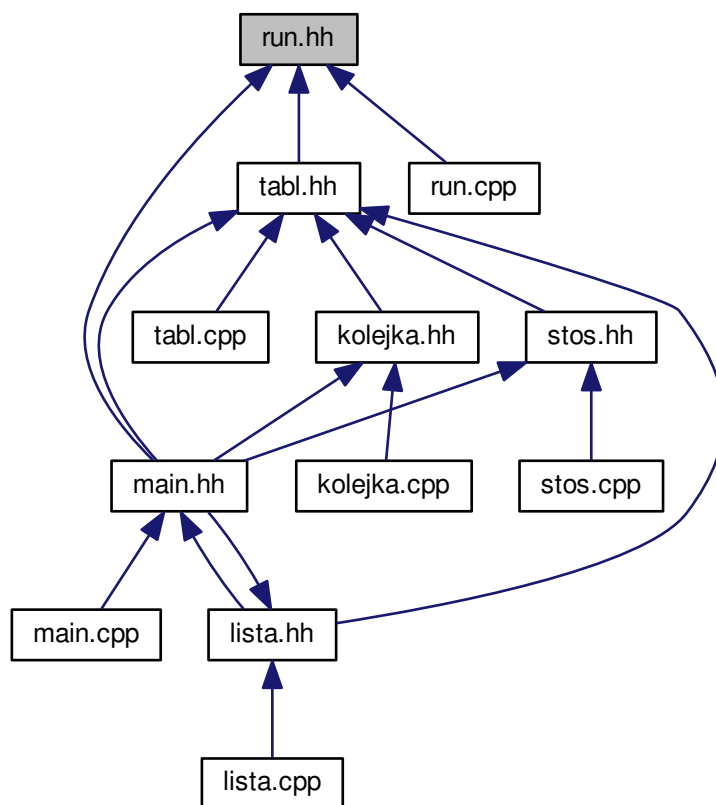 run.hh
tabl.hh
run.cpp
tabl.cpp
kolejka.hh
stos.hh
main.hh
kolejka.cpp
stos.cpp
main.cpp
lista.hh
lista.cpp